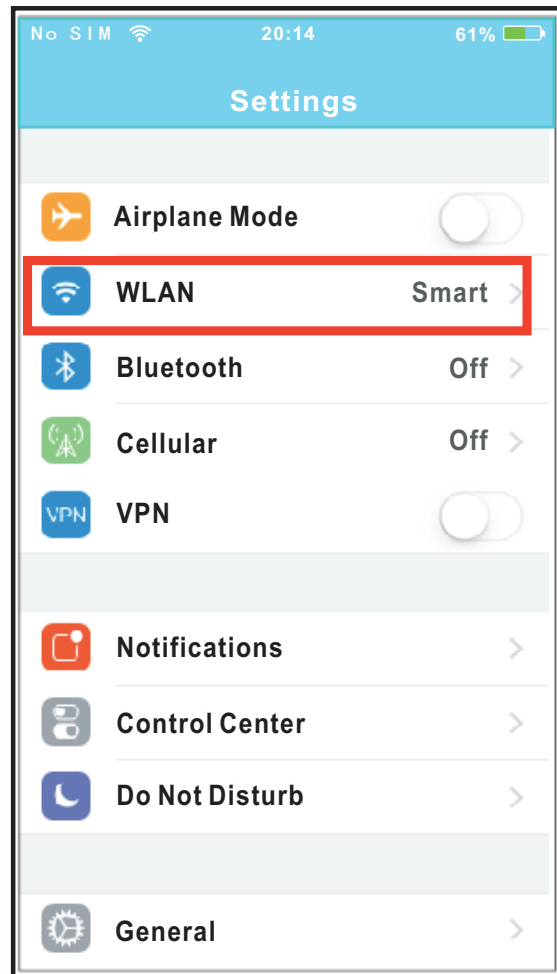 No SIM 20:14 61%
Settings
Airplane Mode
WLAN Smart
Bluetooth Off
Cellular Off
VPN VPN
Notifications
Control Center
Do Not Disturb
General